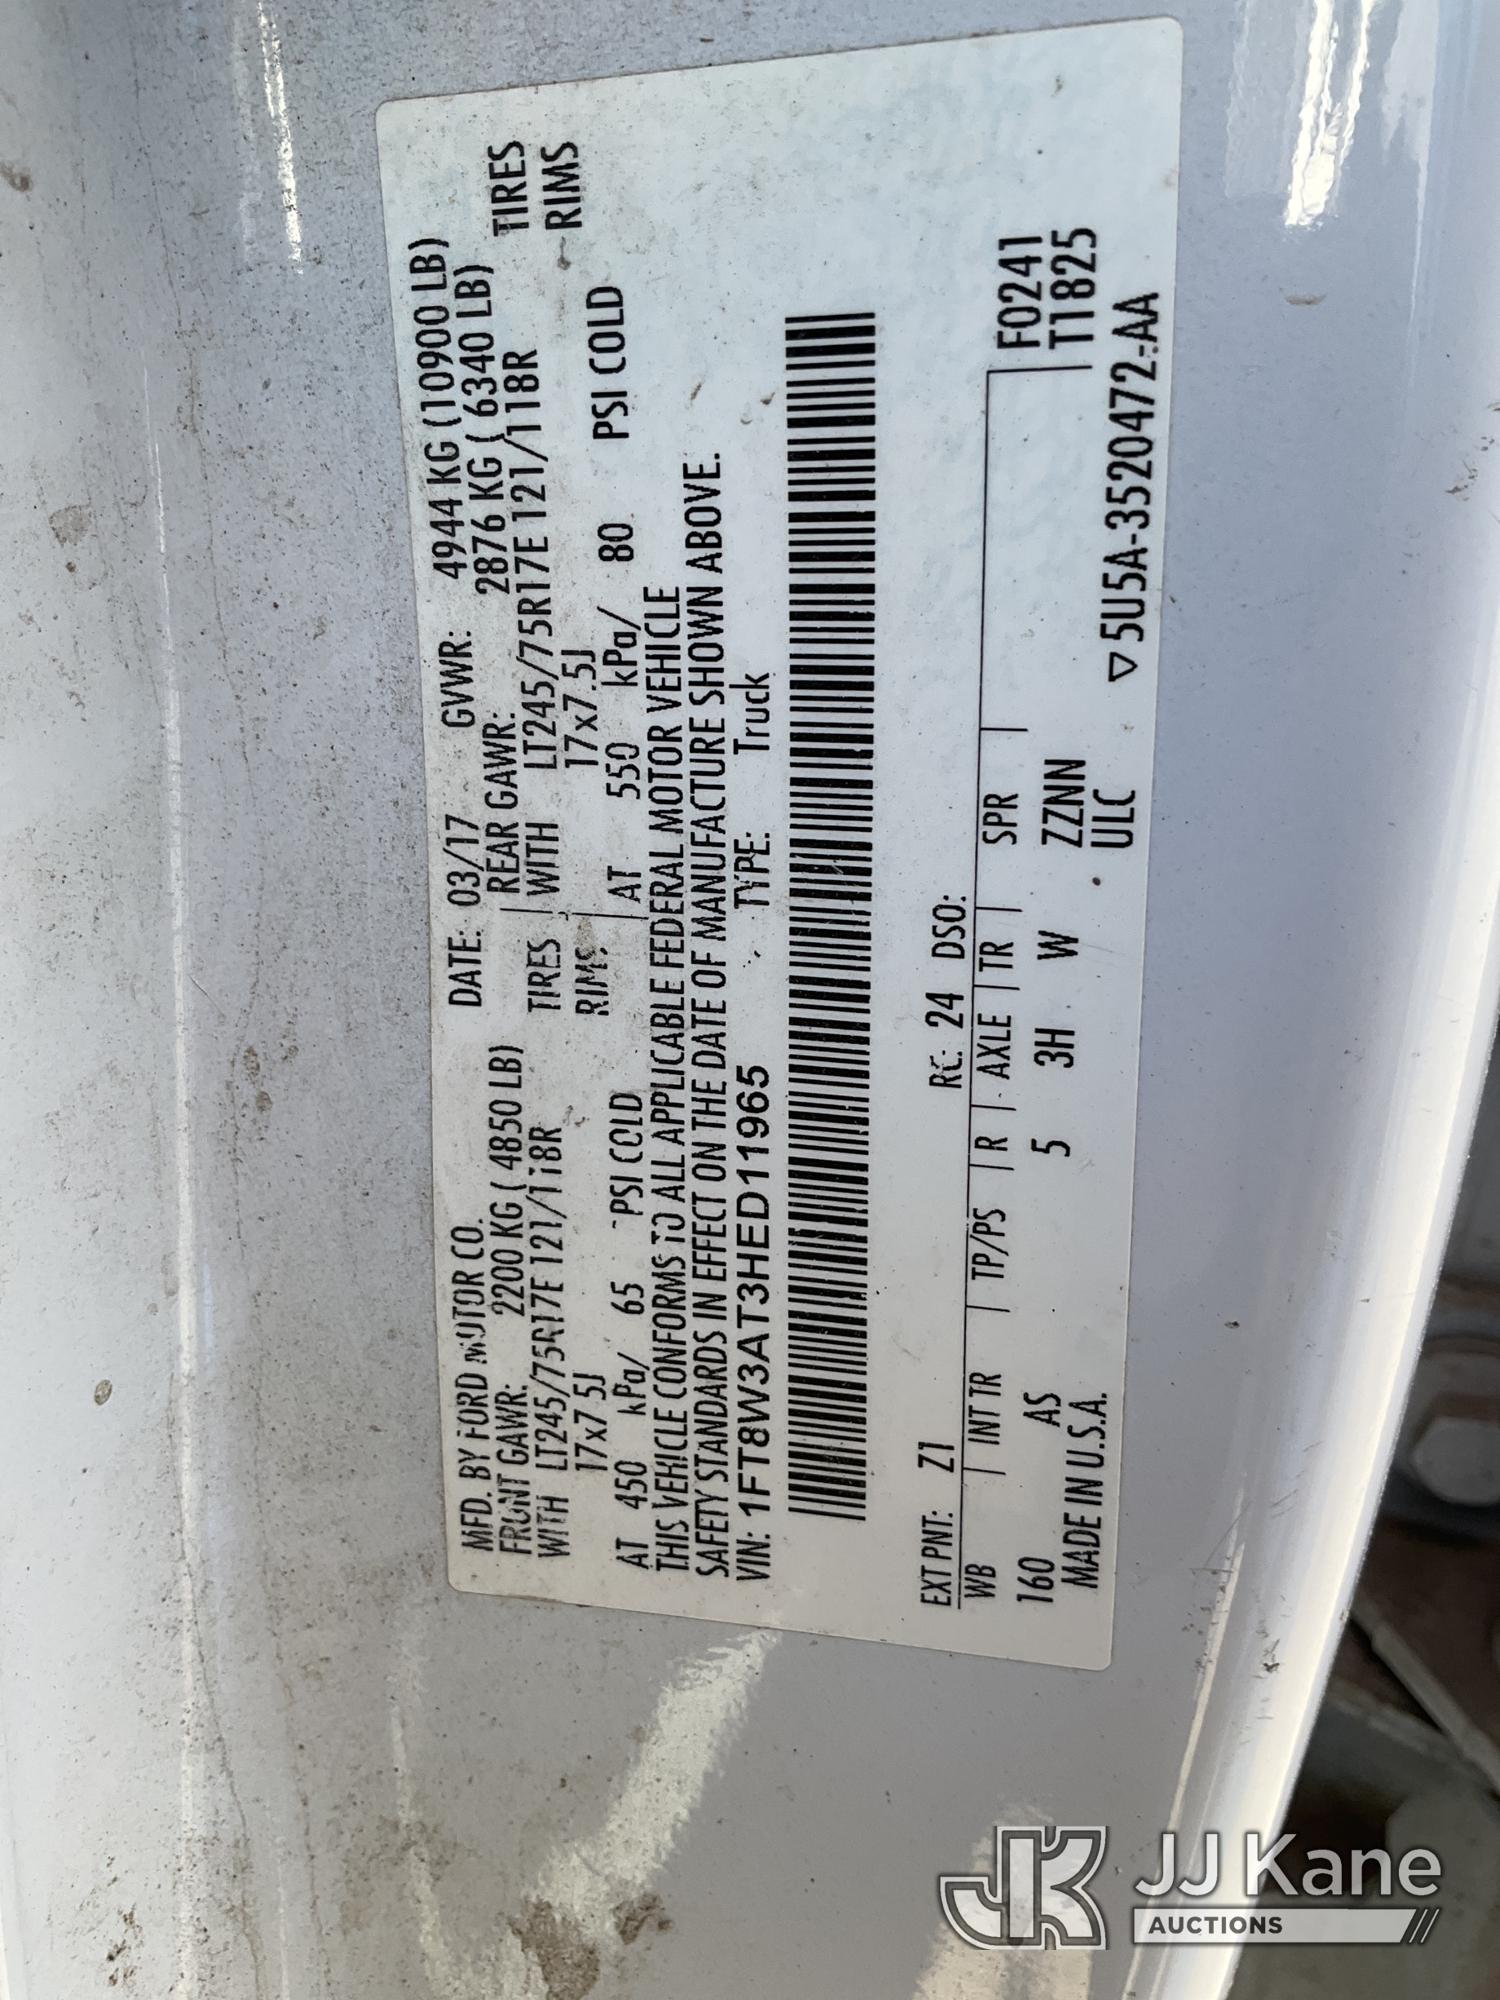 MFD. BY FORD MOTOR CO. DATE: 03/17 GVWR: 4944 KG (10900 LB)
FRONT GAWR: 2200 KG ( 4850 LB) REAR GAWR: 2876 KG ( 6340 LB)
WITH LT245/75R17E 121/118R TIRES WITH LT245/75R17E 121/118R TIRES
17x7.5J RIMS 17x7.5J RIMS
AT 450 kPa/ 65 PSI COLD AT 550 kPa/ 80 PSI COLD
THIS VEHICLE CONFORMS TO ALL APPLICABLE FEDERAL MOTOR VEHICLE
SAFETY STANDARDS IN EFFECT ON THE DATE OF MANUFACTURE SHOWN ABOVE.
VIN: 1FT8W3AT3HED11965 TYPE: Truck
EXT PNT: Z1 RC: 24 DSO:
WB INT TR TP/PS R AXLE TR SPR F0241
160 AS 5 3H W ZZNN T1825
MADE IN U.S.A. ULC ▽5U5A-3520472-AA
JK JJ Kane
AUCTIONS